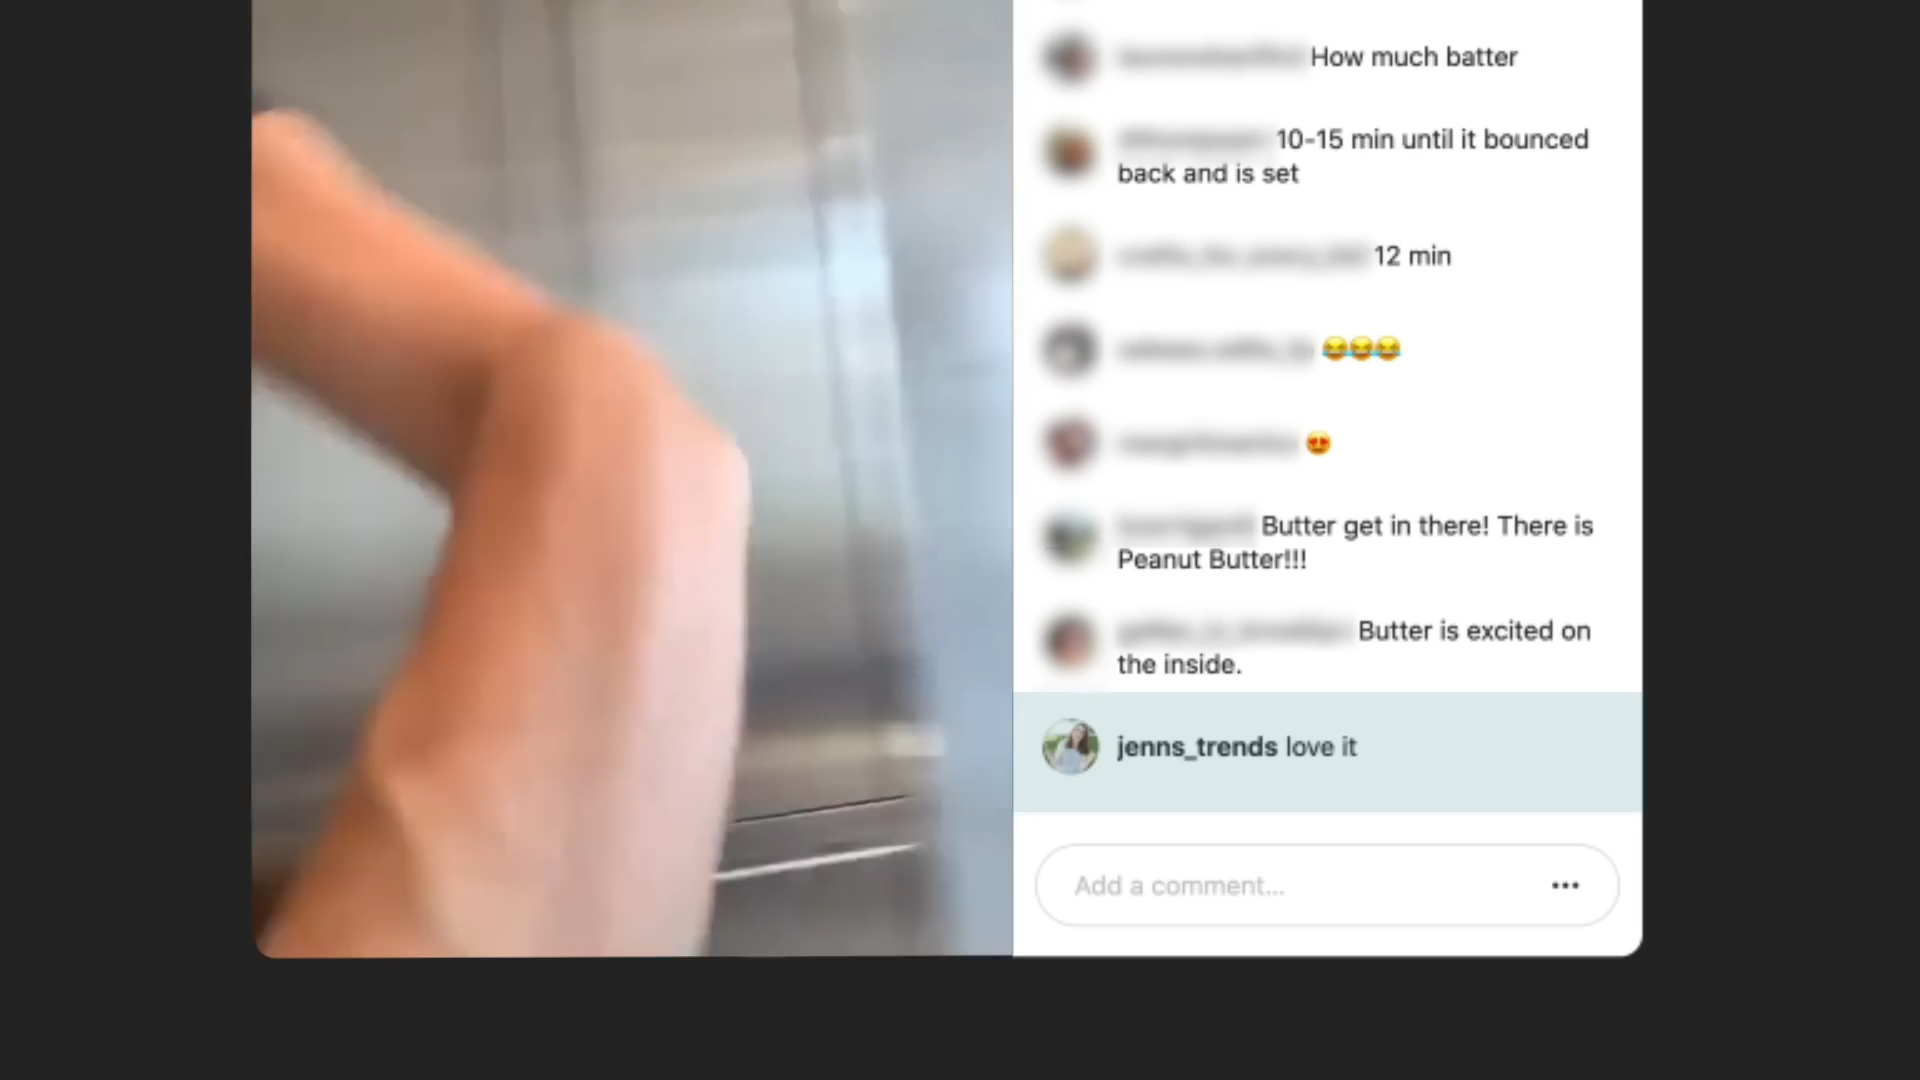 How much batter
10-15 min until it bounced
back and is set
12 min
😂😂😂
😍
Butter get in there! There is
Peanut Butter!!!
Butter is excited on
the inside.
jenns_trends love it
Add a comment...